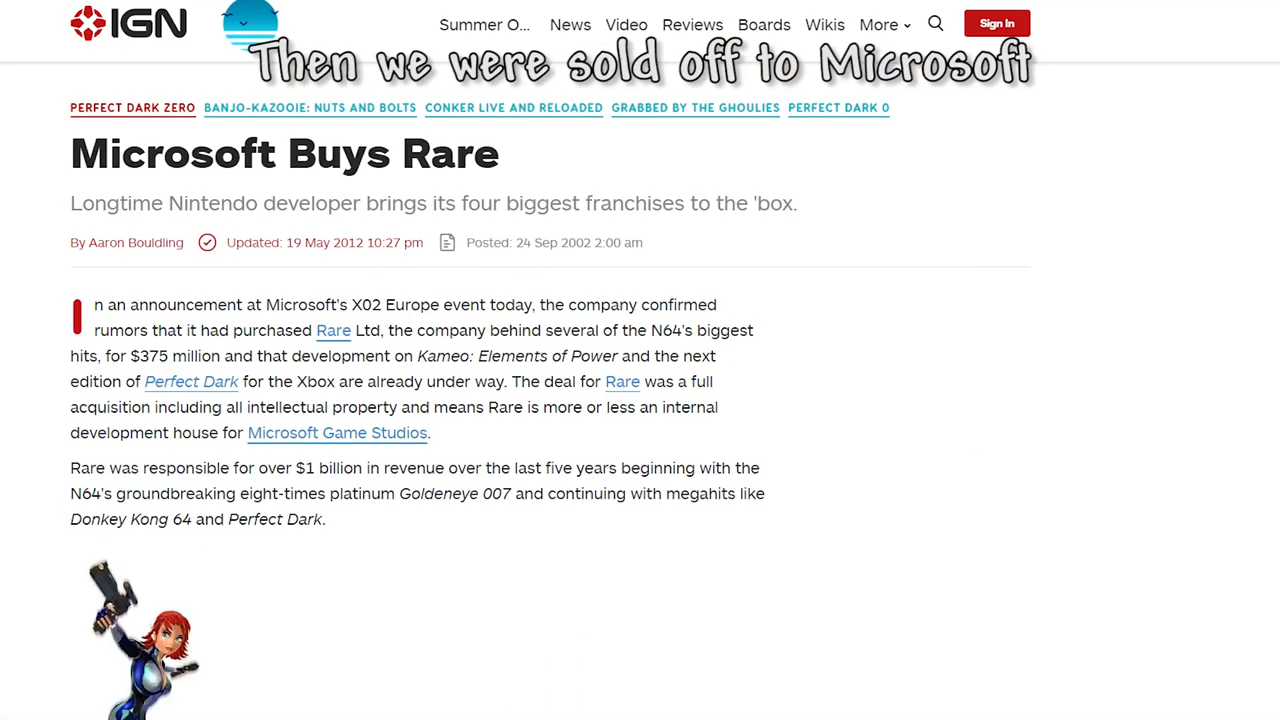 IGN
Summer O... News Video Reviews Boards Wikis More Sign In
Then we were sold off to Microsoft
PERFECT DARK ZERO BANJO-KAZOOIE: NUTS AND BOLTS CONKER LIVE AND RELOADED GRABBED BY THE GHOULIES PERFECT DARK 0
Microsoft Buys Rare
Longtime Nintendo developer brings its four biggest franchises to the 'box.
By Aaron Bouldling Updated: 19 May 2012 10:27 pm Posted: 24 Sep 2002 2:00 am
In an announcement at Microsoft's X02 Europe event today, the company confirmed
rumors that it had purchased Rare Ltd, the company behind several of the N64's biggest
hits, for $375 million and that development on Kameo: Elements of Power and the next
edition of Perfect Dark for the Xbox are already under way. The deal for Rare was a full
acquisition including all intellectual property and means Rare is more or less an internal
development house for Microsoft Game Studios.
Rare was responsible for over $1 billion in revenue over the last five years beginning with the
N64's groundbreaking eight-times platinum Goldeneye 007 and continuing with megahits like
Donkey Kong 64 and Perfect Dark.